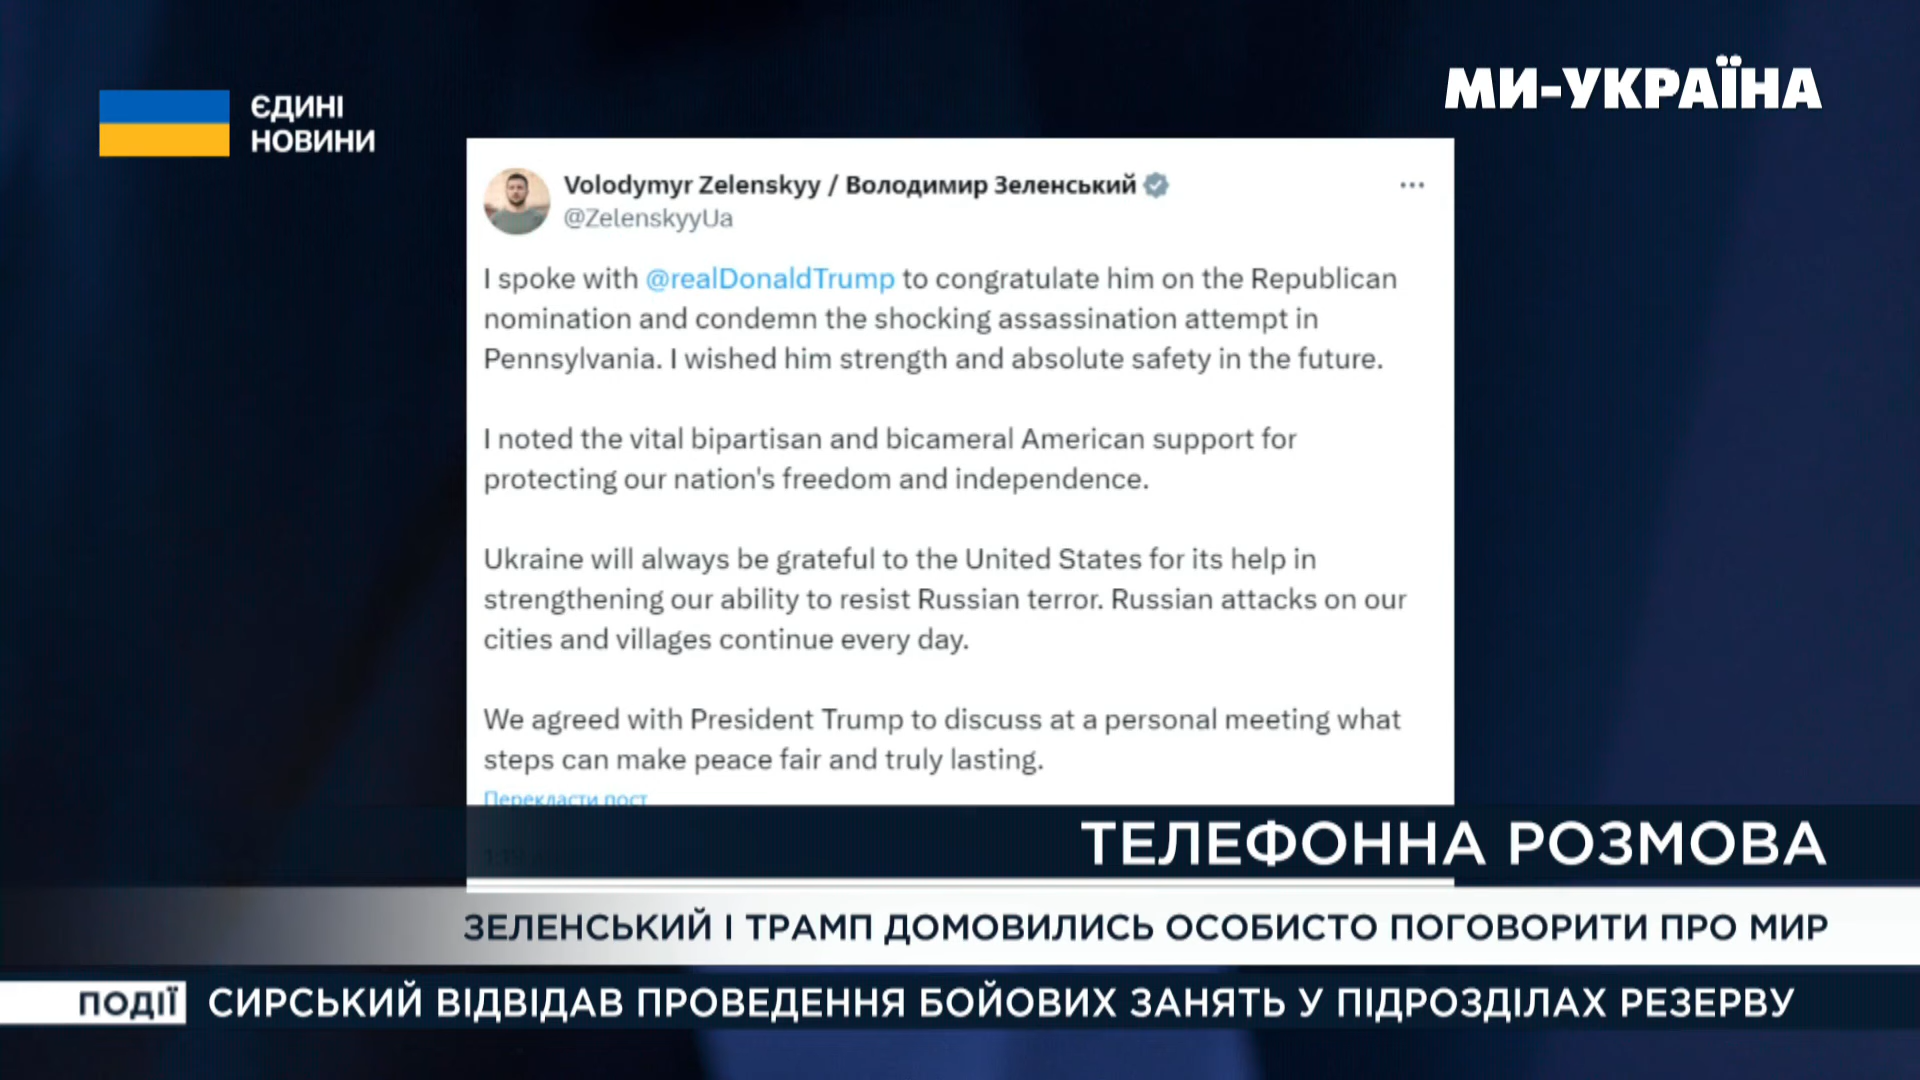 ЄДИНІ
НОВИНИ
МИ-УКРАЇНА
Volodymyr Zelenskyy / Володимир Зеленський
@ZelenskyyUa
I spoke with @realDonaldTrump to congratulate him on the Republican
nomination and condemn the shocking assassination attempt in
Pennsylvania. I wished him strength and absolute safety in the future.
I noted the vital bipartisan and bicameral American support for
protecting our nation's freedom and independence.
Ukraine will always be grateful to the United States for its help in
strengthening our ability to resist Russian terror. Russian attacks on our
cities and villages continue every day.
We agreed with President Trump to discuss at a personal meeting what
steps can make peace fair and truly lasting.
Перекласти пост
ТЕЛЕФОННА РОЗМОВА
ЗЕЛЕНСЬКИЙ І ТРАМП ДОМОВИЛИСЬ ОСОБИСТО ПОГОВОРИТИ ПРО МИР
ПОДІЇ СИРСЬКИЙ ВІДВІДАВ ПРОВЕДЕННЯ БОЙОВИХ ЗАНЯТЬ У ПІДРОЗДІЛАХ РЕЗЕРВУ